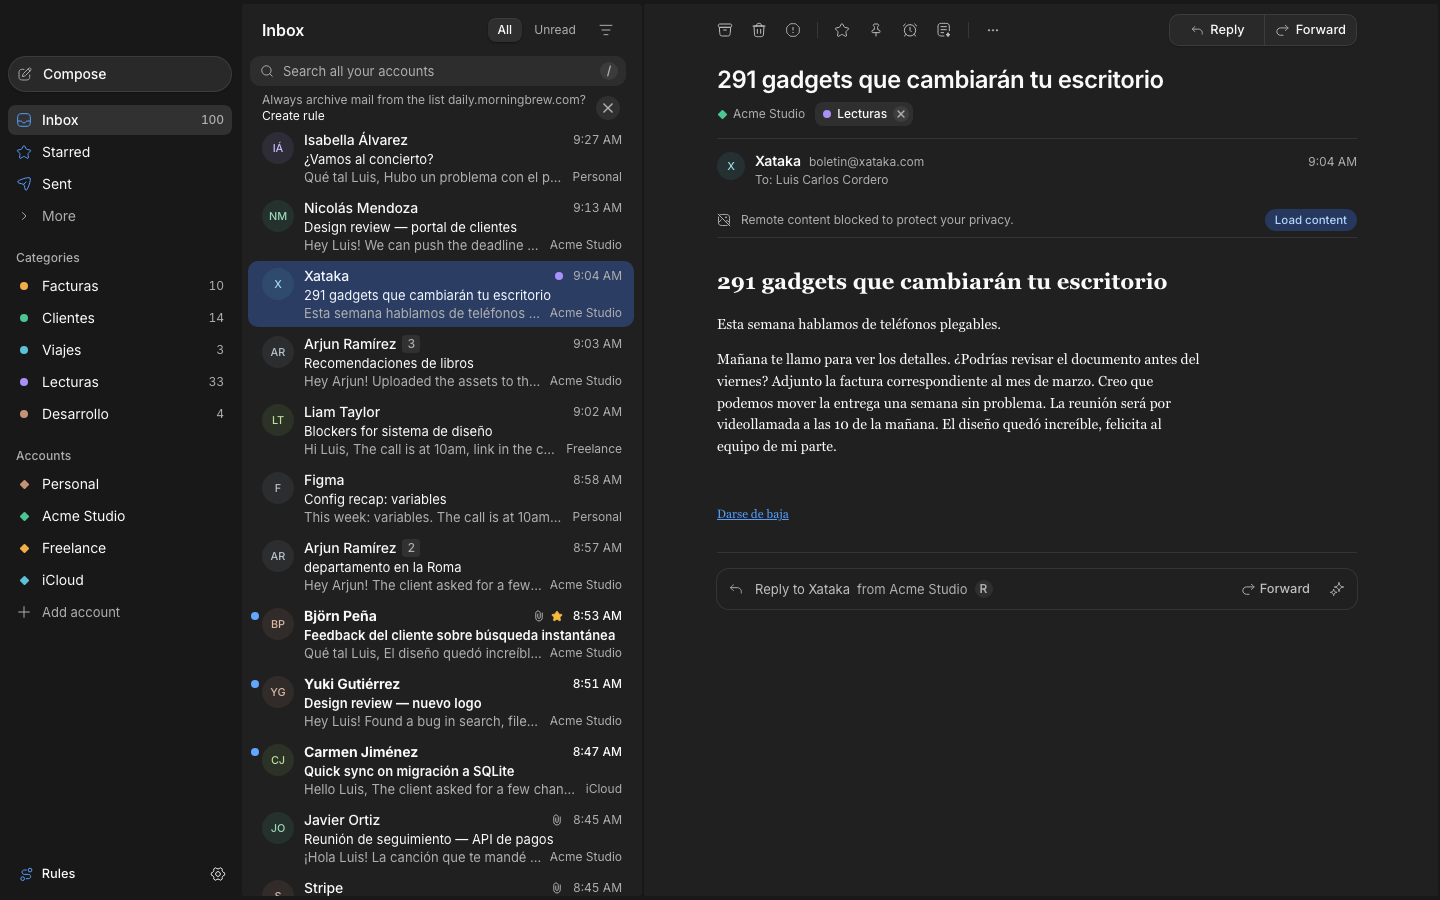 Compose
Inbox 100
Starred
Sent
More
Categories
Facturas 10
Clientes 14
Viajes 3
Lecturas 33
Desarrollo 4
Accounts
Personal
Acme Studio
Freelance
iCloud
Add account
Rules
Inbox All Unread
Search all your accounts /
Always archive mail from the list daily.morningbrew.com?
Create rule
IÁ Isabella Álvarez 9:27 AM
¿Vamos al concierto?
Qué tal Luis, Hubo un problema con el p... Personal
NM Nicolás Mendoza 9:13 AM
Design review — portal de clientes
Hey Luis! We can push the deadline ... Acme Studio
X Xataka 9:04 AM
291 gadgets que cambiarán tu escritorio
Esta semana hablamos de teléfonos ... Acme Studio
AR Arjun Ramírez 3 9:03 AM
Recomendaciones de libros
Hey Arjun! Uploaded the assets to th... Acme Studio
LT Liam Taylor 9:02 AM
Blockers for sistema de diseño
Hi Luis, The call is at 10am, link in the c... Freelance
F Figma 8:58 AM
Config recap: variables
This week: variables. The call is at 10am... Personal
AR Arjun Ramírez 2 8:57 AM
departamento en la Roma
Hey Arjun! The client asked for a few... Acme Studio
BP Björn Peña 8:53 AM
Feedback del cliente sobre búsqueda instantánea
Qué tal Luis, El diseño quedó increíbl... Acme Studio
YG Yuki Gutiérrez 8:51 AM
Design review — nuevo logo
Hey Luis! Found a bug in search, file... Acme Studio
CJ Carmen Jiménez 8:47 AM
Quick sync on migración a SQLite
Hello Luis, The client asked for a few chan... iCloud
JO Javier Ortiz 8:45 AM
Reunión de seguimiento — API de pagos
¡Hola Luis! La canción que te mandé ... Acme Studio
S Stripe 8:45 AM
Reply Forward
291 gadgets que cambiarán tu escritorio
Acme Studio Lecturas
X Xataka boletin@xataka.com 9:04 AM
To: Luis Carlos Cordero
Remote content blocked to protect your privacy. Load content
291 gadgets que cambiarán tu escritorio
Esta semana hablamos de teléfonos plegables.
Mañana te llamo para ver los detalles. ¿Podrías revisar el documento antes del
viernes? Adjunto la factura correspondiente al mes de marzo. Creo que
podemos mover la entrega una semana sin problema. La reunión será por
videollamada a las 10 de la mañana. El diseño quedó increíble, felicita al
equipo de mi parte.
Darse de baja
Reply to Xataka from Acme Studio R Forward